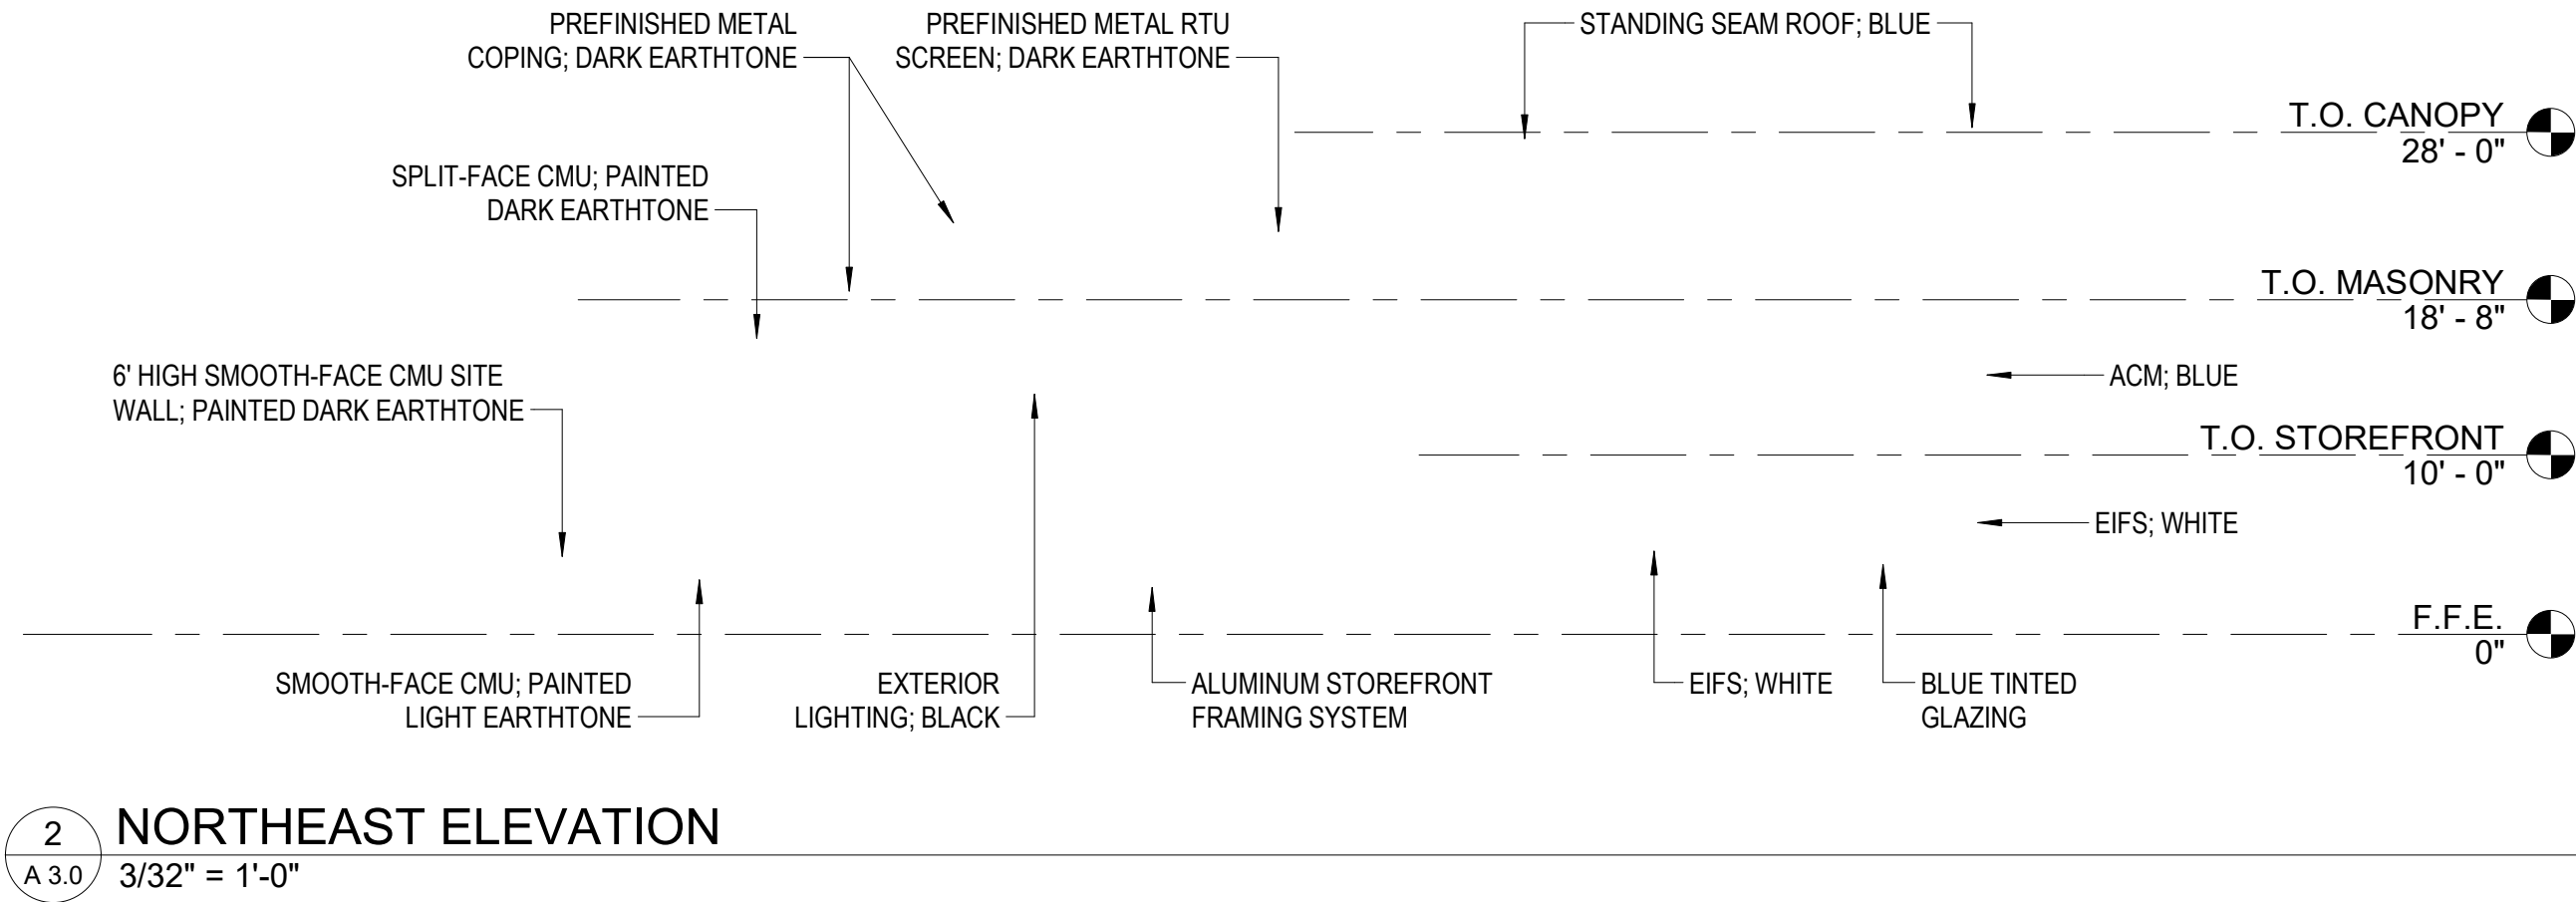 PREFINISHED METAL
COPING; DARK EARTHTONE
PREFINISHED METAL RTU
SCREEN; DARK EARTHTONE
STANDING SEAM ROOF; BLUE
T.O. CANOPY
28' - 0"
SPLIT-FACE CMU; PAINTED
DARK EARTHTONE
T.O. MASONRY
18' - 8"
6' HIGH SMOOTH-FACE CMU SITE
WALL; PAINTED DARK EARTHTONE
ACM; BLUE
T.O. STOREFRONT
10' - 0"
EIFS; WHITE
F.F.E.
0"
SMOOTH-FACE CMU; PAINTED
LIGHT EARTHTONE
EXTERIOR
LIGHTING; BLACK
ALUMINUM STOREFRONT
FRAMING SYSTEM
EIFS; WHITE
BLUE TINTED
GLAZING
2
A 3.0
NORTHEAST ELEVATION
3/32" = 1'-0"